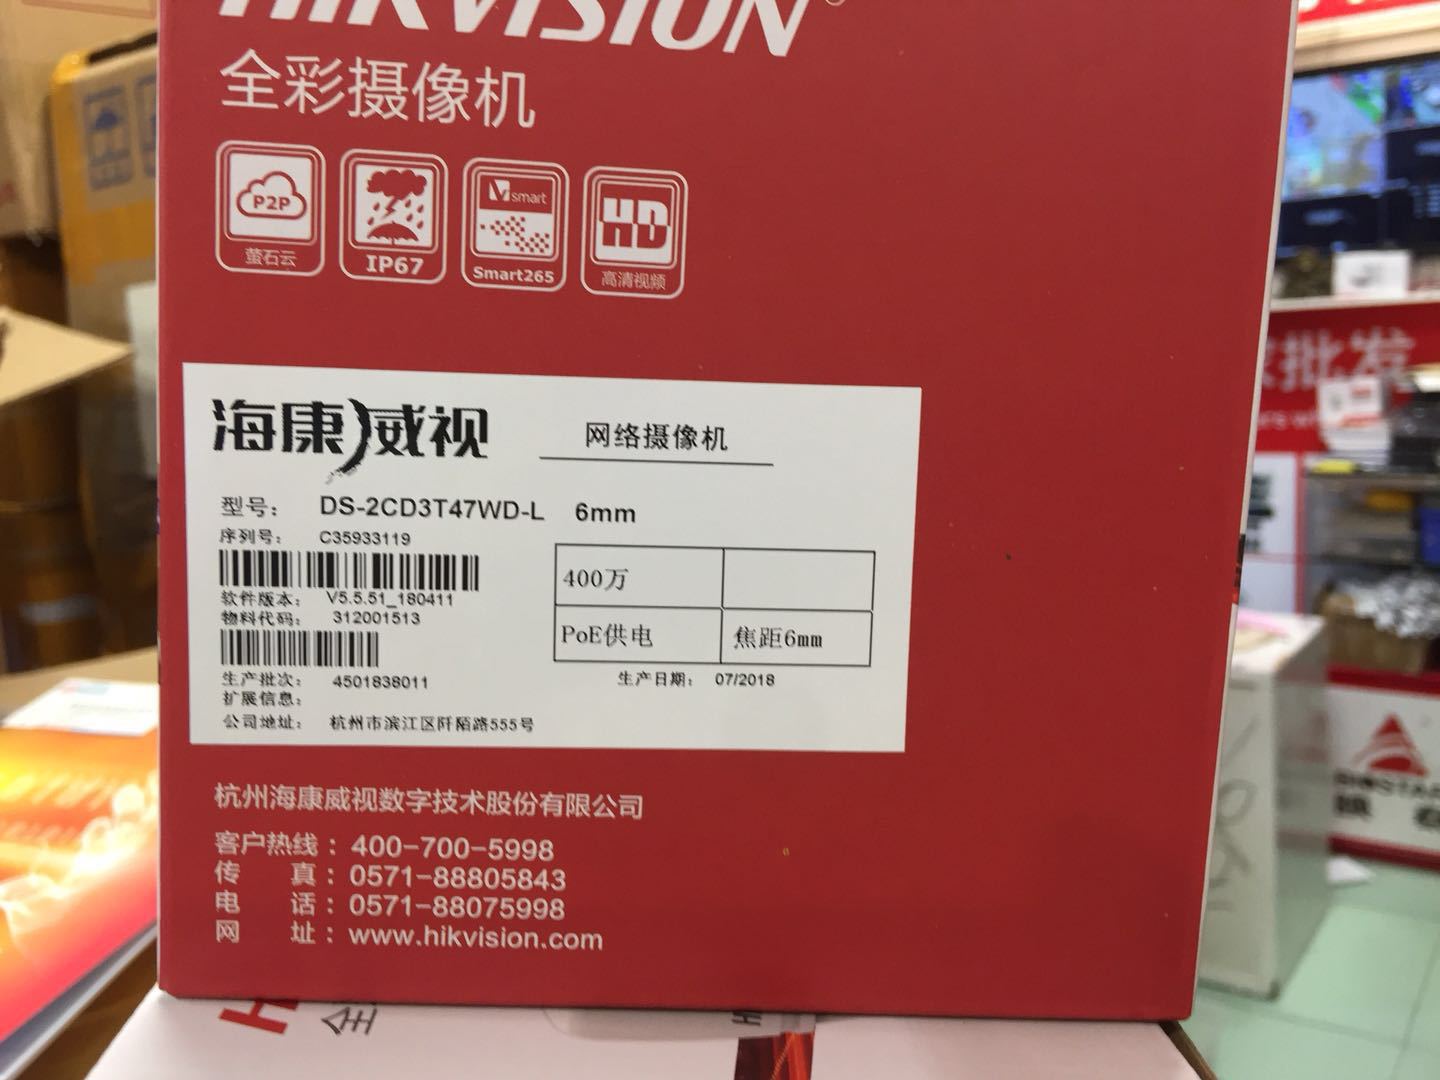 HIKVISION
全彩摄像机
P2P
萤石云
IP67
smart
Smart265
HD
高清视频
海康威视
网络摄像机
型号: DS-2CD3T47WD-L 6mm
序列号: C35933119
软件版本: V5.5.51_180411
物料代码: 312001513
400万
PoE供电 焦距6mm
生产批次: 4501838011
生产日期: 07/2018
扩展信息:
公司地址: 杭州市滨江区阡陌路555号
杭州海康威视数字技术股份有限公司
客户热线: 400-700-5998
传 真: 0571-88805843
电 话: 0571-88075998
网 址: www.hikvision.com
批发